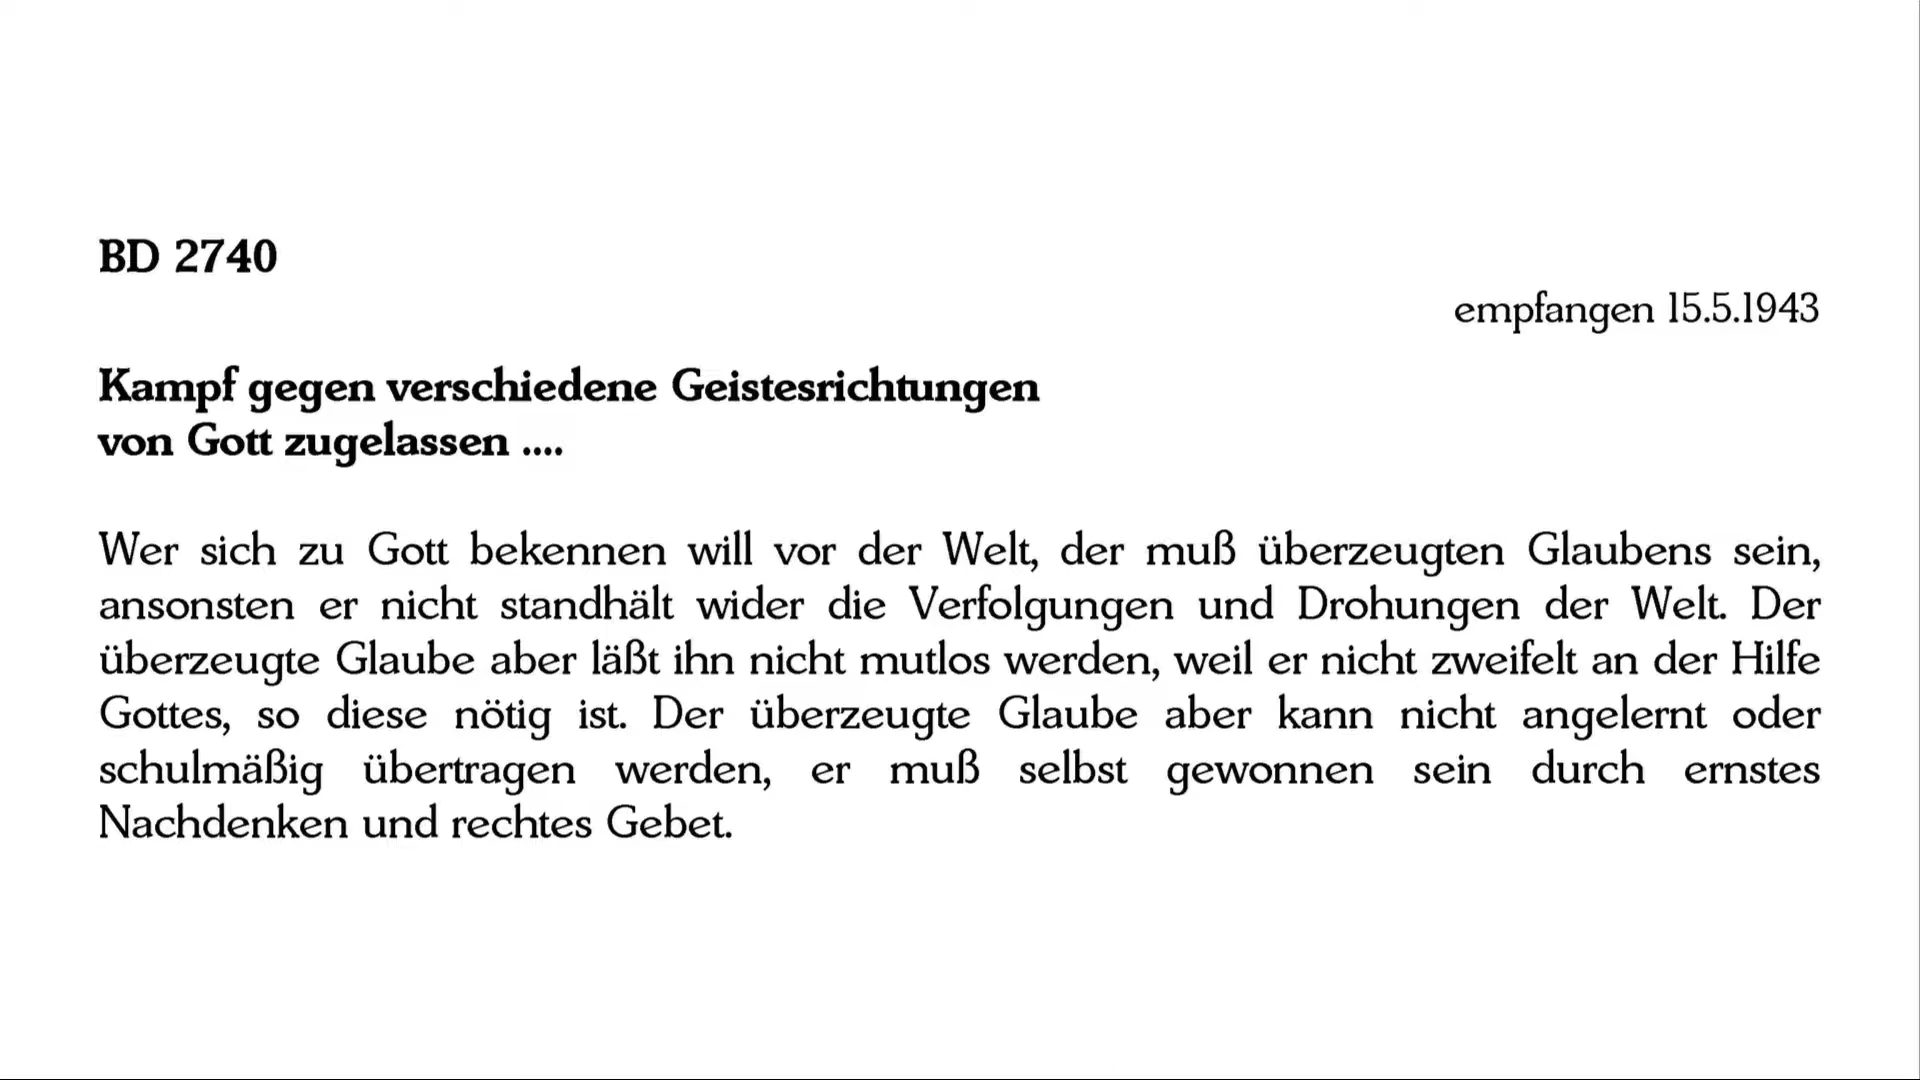 BD 2740
empfangen 15.5.1943
Kampf gegen verschiedene Geistesrichtungen
von Gott zugelassen ....
Wer sich zu Gott bekennen will vor der Welt, der muß überzeugten Glaubens sein,
ansonsten er nicht standhält wider die Verfolgungen und Drohungen der Welt. Der
überzeugte Glaube aber läßt ihn nicht mutlos werden, weil er nicht zweifelt an der Hilfe
Gottes, so diese nötig ist. Der überzeugte Glaube aber kann nicht angelernt oder
schulmäßig übertragen werden, er muß selbst gewonnen sein durch ernstes
Nachdenken und rechtes Gebet.